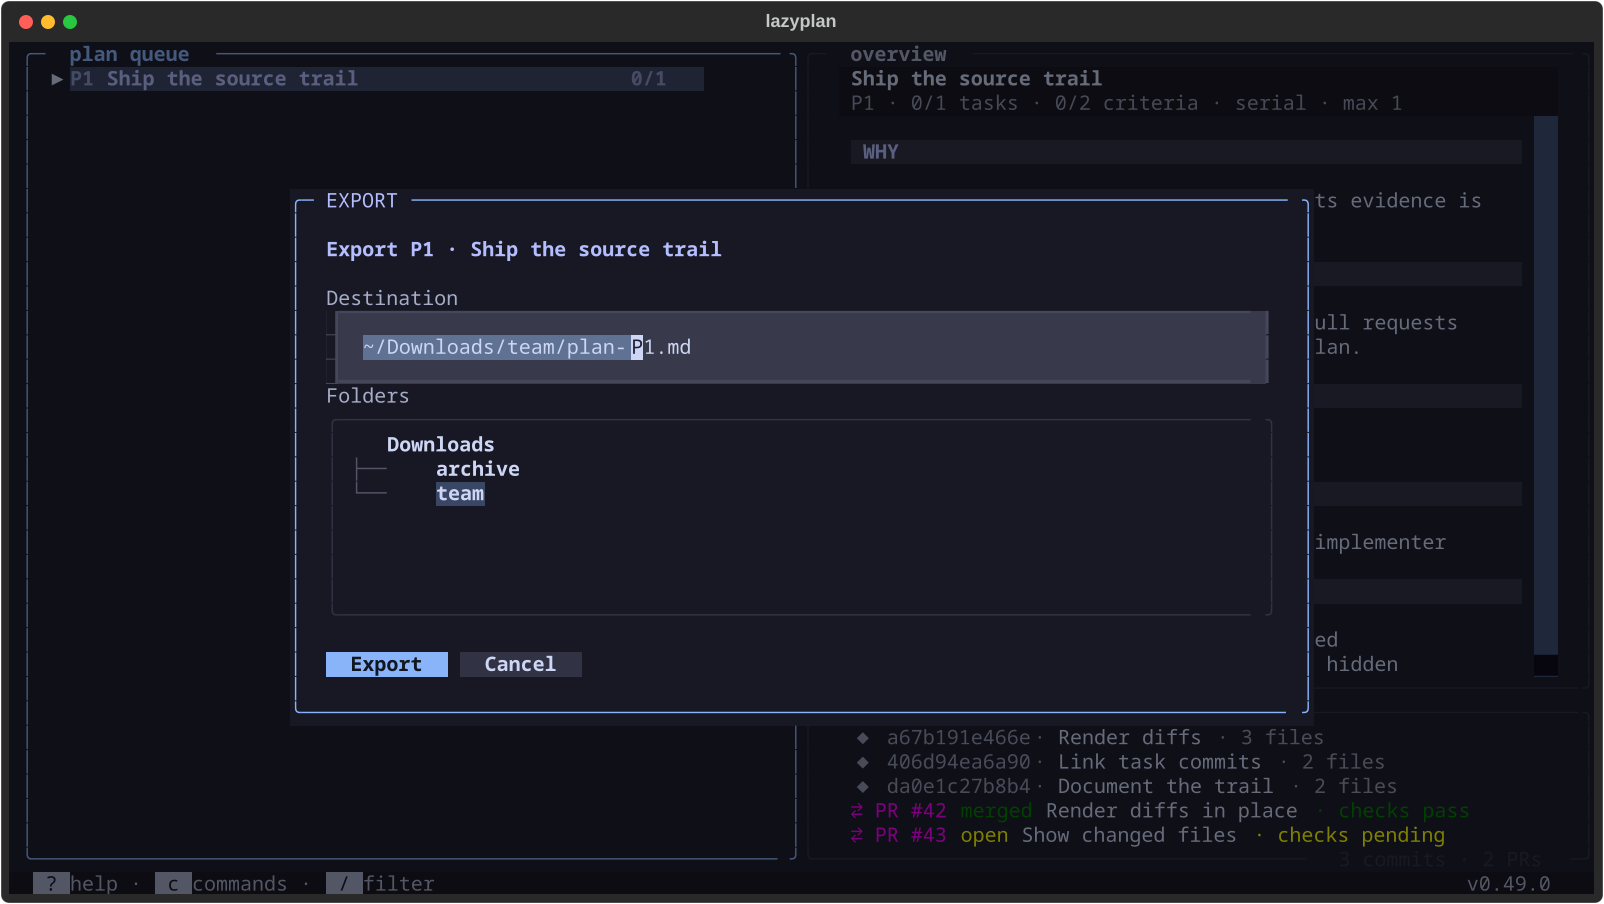 lazyplan
plan queue
▶ P1 Ship the source trail 0/1
overview
Ship the source trail
P1 · 0/1 tasks · 0/2 criteria · serial · max 1
WHY
ts evidence is
ull requests
lan.
implementer
ed
hidden
EXPORT
Export P1 · Ship the source trail
Destination
~/Downloads/team/plan-P1.md
Folders
Downloads
archive
team
Export Cancel
◆ a67b191e466e · Render diffs · 3 files
◆ 406d94ea6a90 · Link task commits · 2 files
◆ da0e1c27b8b4 · Document the trail · 2 files
⇄ PR #42 merged Render diffs in place · checks pass
⇄ PR #43 open Show changed files · checks pending
3 commits · 2 PRs
? help · c commands · / filter
v0.49.0